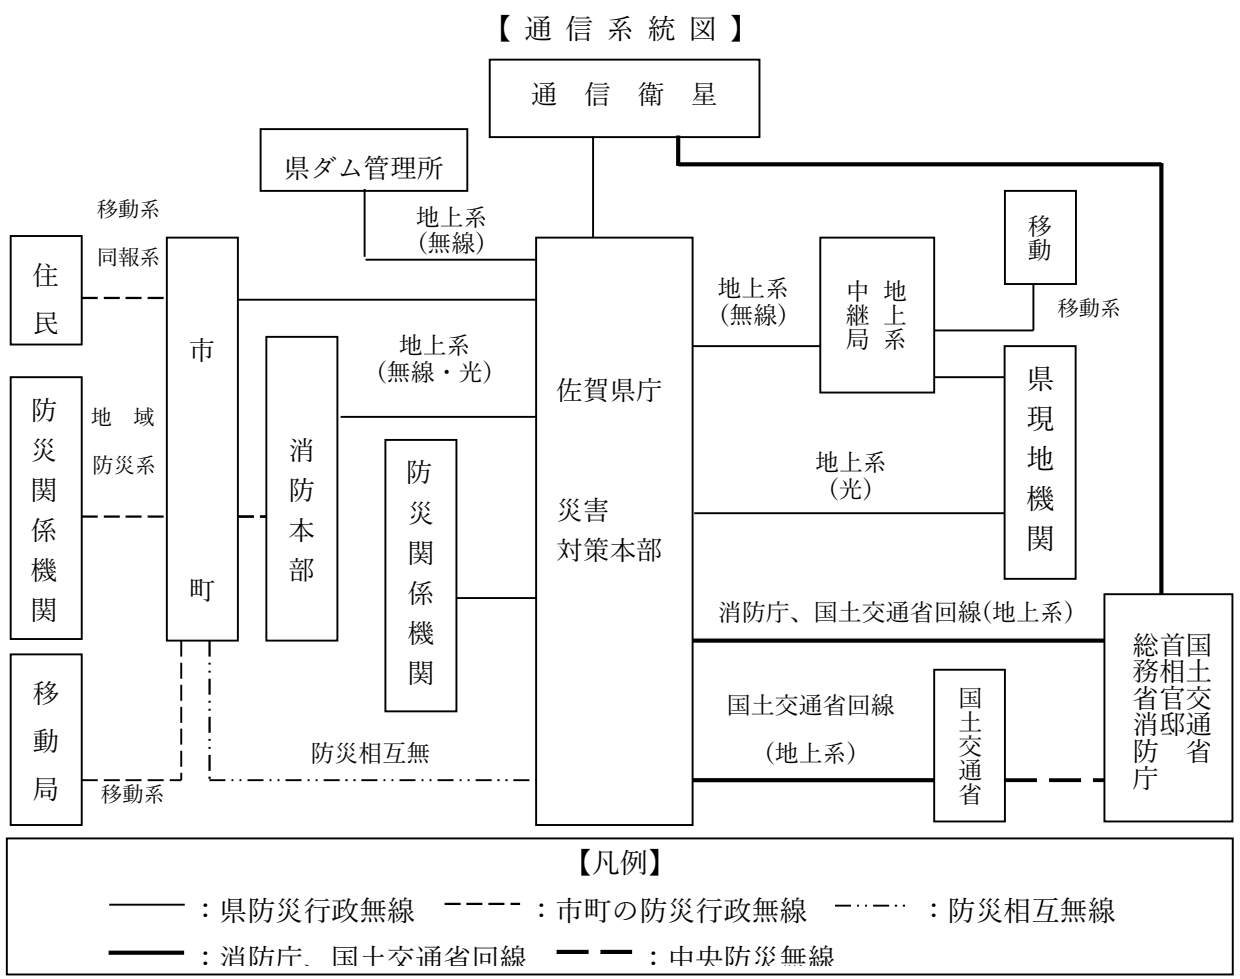 【 通 信 系 統 図 】
通 信 衛 星
県ダム管理所
移動系
同報系
地上系
(無線)
住民
市町
地上系
(無線・光)
防災関係機関
地 域
防災系
消防本部
防災関係機関
佐賀県庁
災害
対策本部
地上系
(無線)
地上系
中継局
移動
移動系
県現地機関
地上系
(光)
消防庁、国土交通省回線(地上系)
国土交通省
首相官邸
総務省消防庁
国土交通省回線
(地上系)
国土交通省
移動局
移動系
防災相互無
【凡例】
：県防災行政無線 ：市町の防災行政無線 ：防災相互無線
：消防庁、国土交通省回線 ：中央防災無線